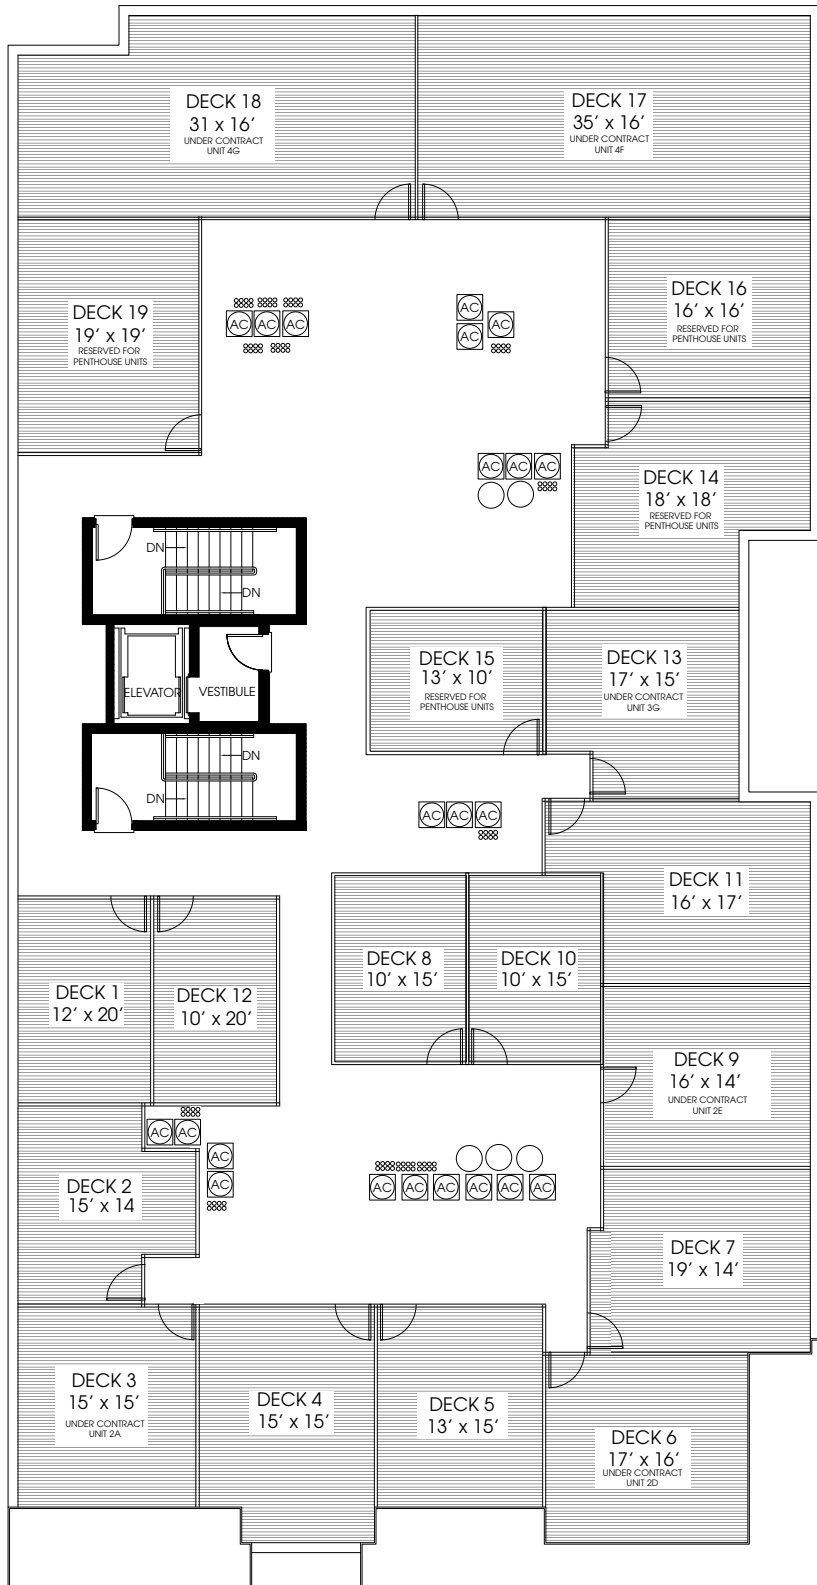 DECK 18
31 x 16′
UNDER CONTRACT
UNIT 4G
DECK 17
35′ x 16′
UNDER CONTRACT
UNIT 4F
DECK 19
19′ x 19′
RESERVED FOR
PENTHOUSE UNITS
AC AC AC
AC
AC
AC
DECK 16
16′ x 16′
RESERVED FOR
PENTHOUSE UNITS
AC AC AC
DECK 14
18′ x 18′
RESERVED FOR
PENTHOUSE UNITS
DN
DN
ELEVATOR
VESTIBULE
DN
DN
DECK 15
13′ x 10′
RESERVED FOR
PENTHOUSE UNITS
DECK 13
17′ x 15′
UNDER CONTRACT
UNIT 3G
AC AC AC
DECK 11
16′ x 17′
DECK 8
10′ x 15′
DECK 10
10′ x 15′
DECK 1
12′ x 20′
DECK 12
10′ x 20′
DECK 9
16′ x 14′
UNDER CONTRACT
UNIT 2E
AC AC
AC
AC
AC AC AC AC AC AC
DECK 2
15′ x 14
DECK 7
19′ x 14′
DECK 3
15′ x 15′
UNDER CONTRACT
UNIT 2A
DECK 4
15′ x 15′
DECK 5
13′ x 15′
DECK 6
17′ x 16′
UNDER CONTRACT
UNIT 2D